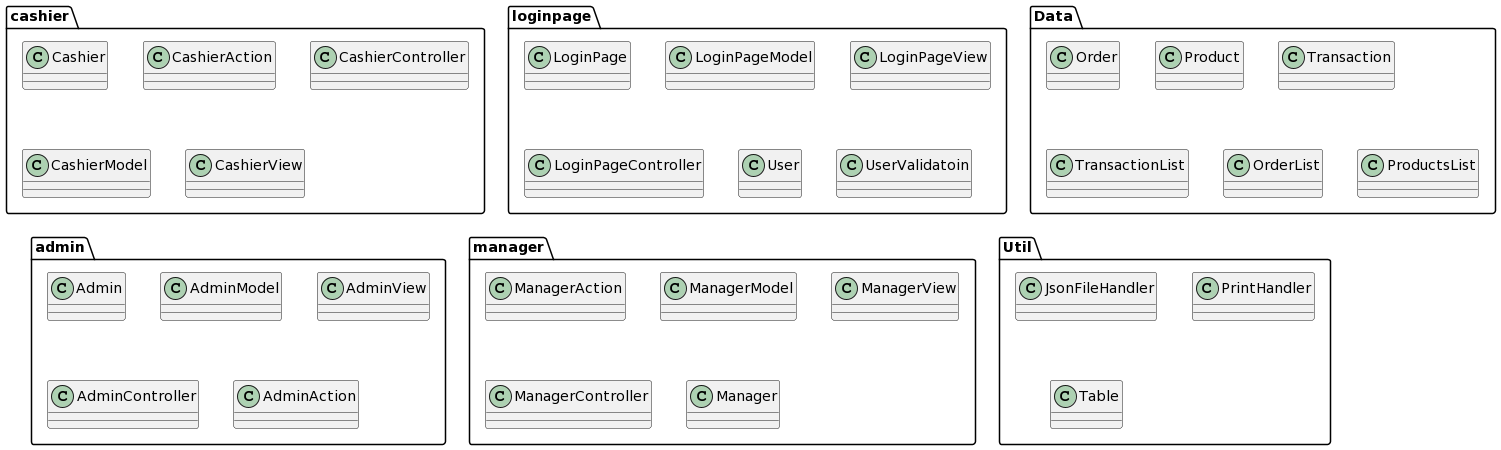 cashier
C Cashier
C CashierAction
C CashierController
C CashierModel
C CashierView
loginpage
C LoginPage
C LoginPageModel
C LoginPageView
C LoginPageController
C User
C UserValidatoin
Data
C Order
C Product
C Transaction
C TransactionList
C OrderList
C ProductsList
admin
C Admin
C AdminModel
C AdminView
C AdminController
C AdminAction
manager
C ManagerAction
C ManagerModel
C ManagerView
C ManagerController
C Manager
Util
C JsonFileHandler
C PrintHandler
C Table